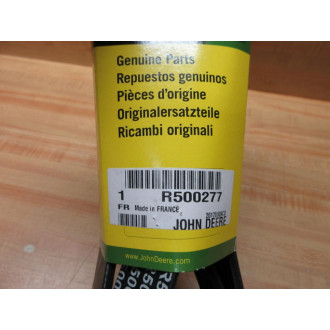 Genuine Parts
Repuestos genuinos
Pièces d'origine
Originalersatzteile
Ricambi originali
1 R500277
FR Made in FRANCE
JOHN DEERE
www.JohnDeere.com